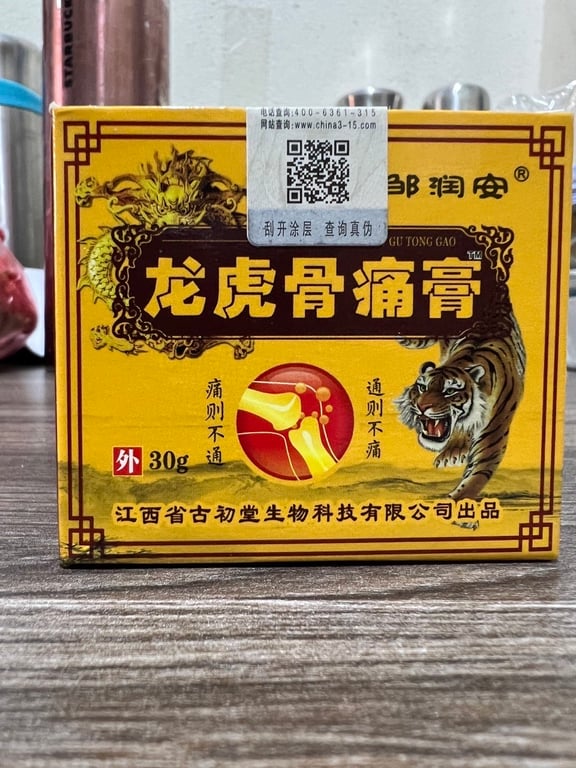 STARBUCK
电话查询:400-6361-315
网站查询:www.china3-15.com
刮开涂层 查询真伪
邹润安®
GU TONG GAO
龙虎骨痛膏™
痛则不通
通则不痛
外 30g
江西省古初堂生物科技有限公司出品